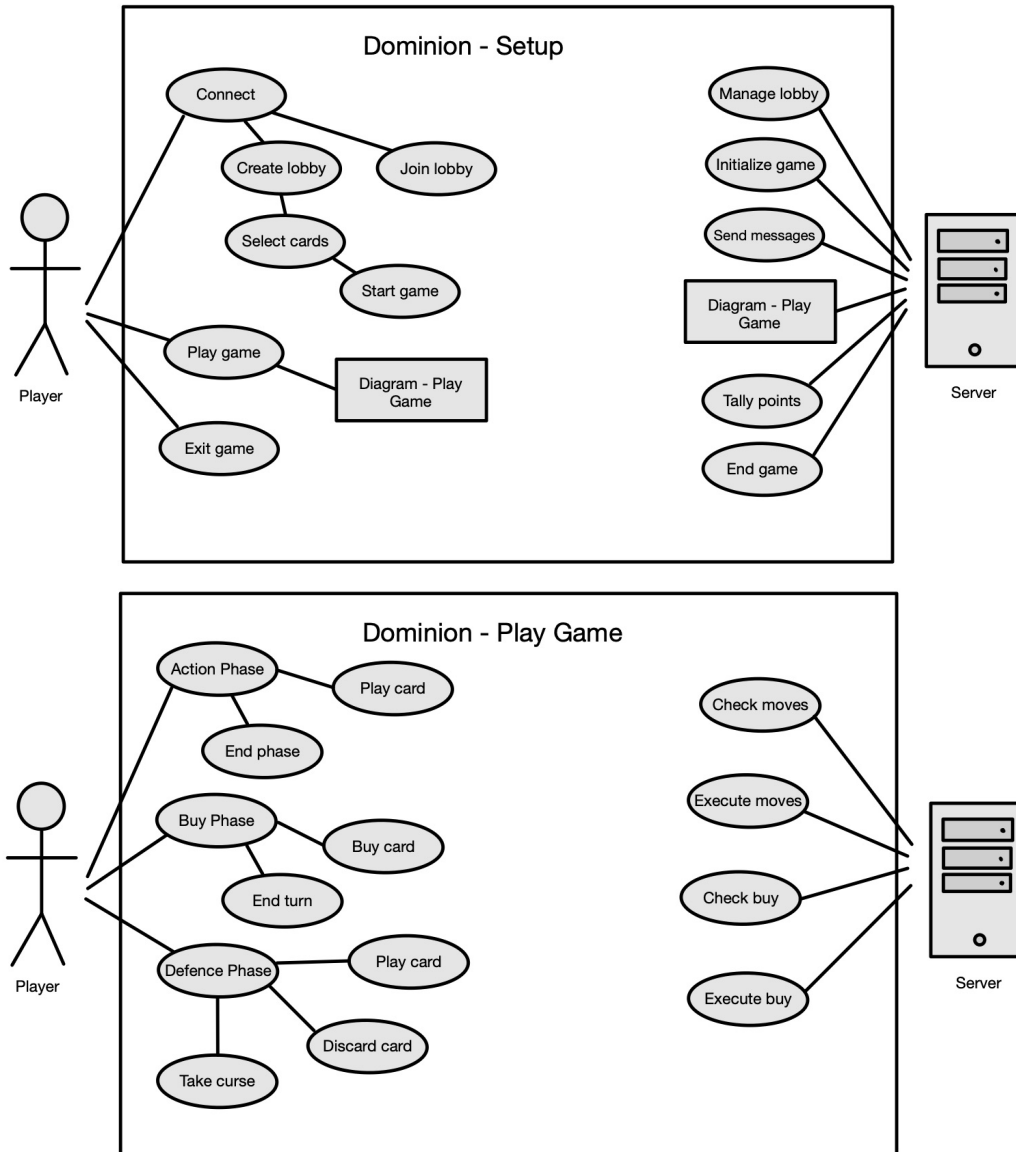 Dominion - Setup
Connect
Manage lobby
Create lobby
Join lobby
Initialize game
Select cards
Send messages
Start game
Diagram - Play
Game
Play game
Diagram - Play
Game
Player
Server
Tally points
Exit game
End game
Dominion - Play Game
Action Phase
Play card
Check moves
End phase
Execute moves
Buy Phase
Buy card
End turn
Check buy
Defence Phase
Play card
Player
Server
Execute buy
Discard card
Take curse